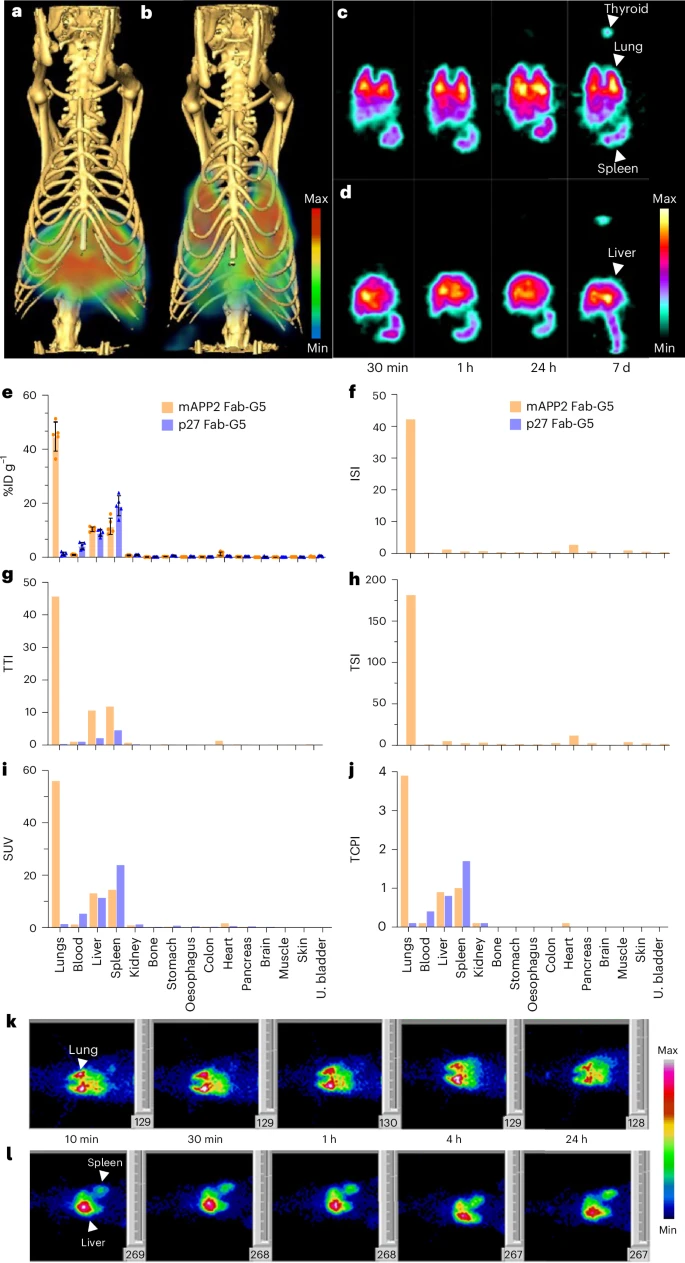 a
b
Max
Min
c
Thyroid
Lung
Spleen
d
Max
Liver
Min
30 min
1 h
24 h
7 d
e
60
40
20
0
%ID g–1
mAPP2 Fab-G5
p27 Fab-G5
f
50
40
30
20
10
0
ISI
mAPP2 Fab-G5
p27 Fab-G5
g
50
40
30
20
10
0
TTI
h
200
150
100
50
0
TSI
i
60
40
20
0
SUV
Lungs
Blood
Liver
Spleen
Kidney
Bone
Stomach
Oesophagus
Colon
Heart
Pancreas
Brain
Muscle
Skin
U. bladder
j
4
3
2
1
0
TCPI
Lungs
Blood
Liver
Spleen
Kidney
Bone
Stomach
Oesophagus
Colon
Heart
Pancreas
Brain
Muscle
Skin
U. bladder
k
Lung
129
129
130
129
128
Max
10 min
30 min
1 h
4 h
24 h
l
Spleen
Liver
269
268
268
267
267
Min